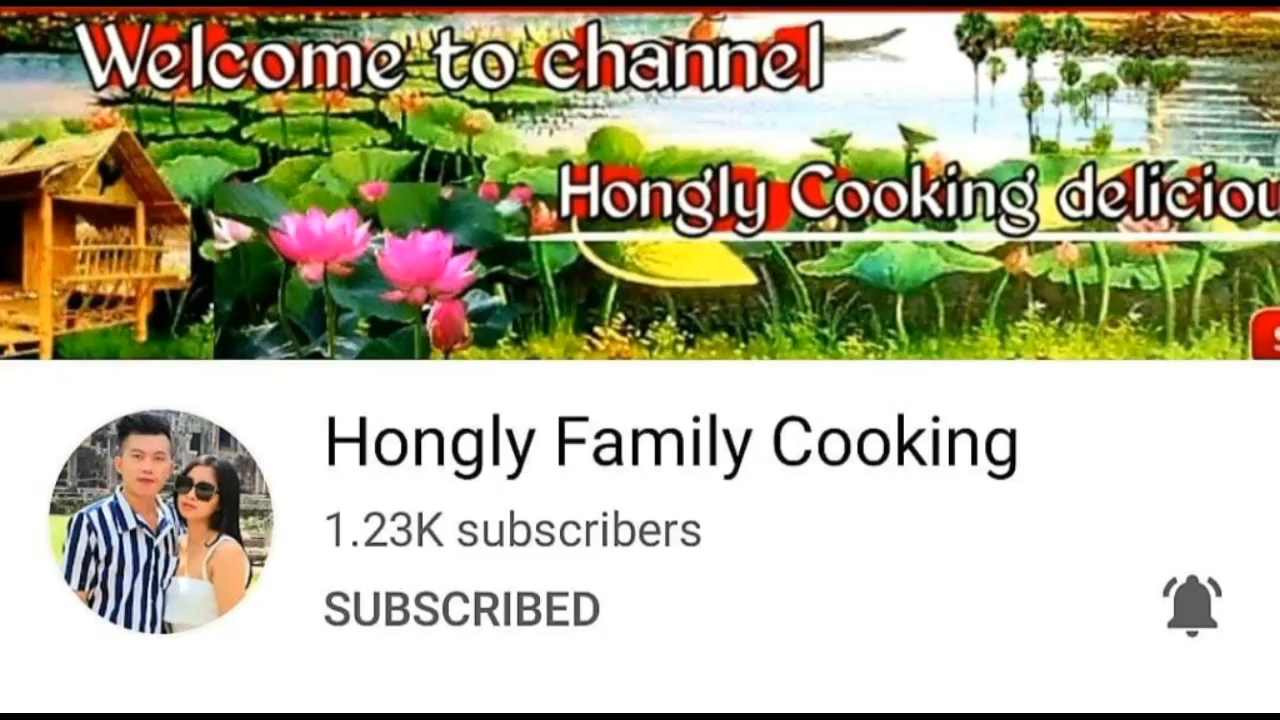 Welcome to channel
Hongly Cooking deliciou
Hongly Family Cooking
1.23K subscribers
SUBSCRIBED